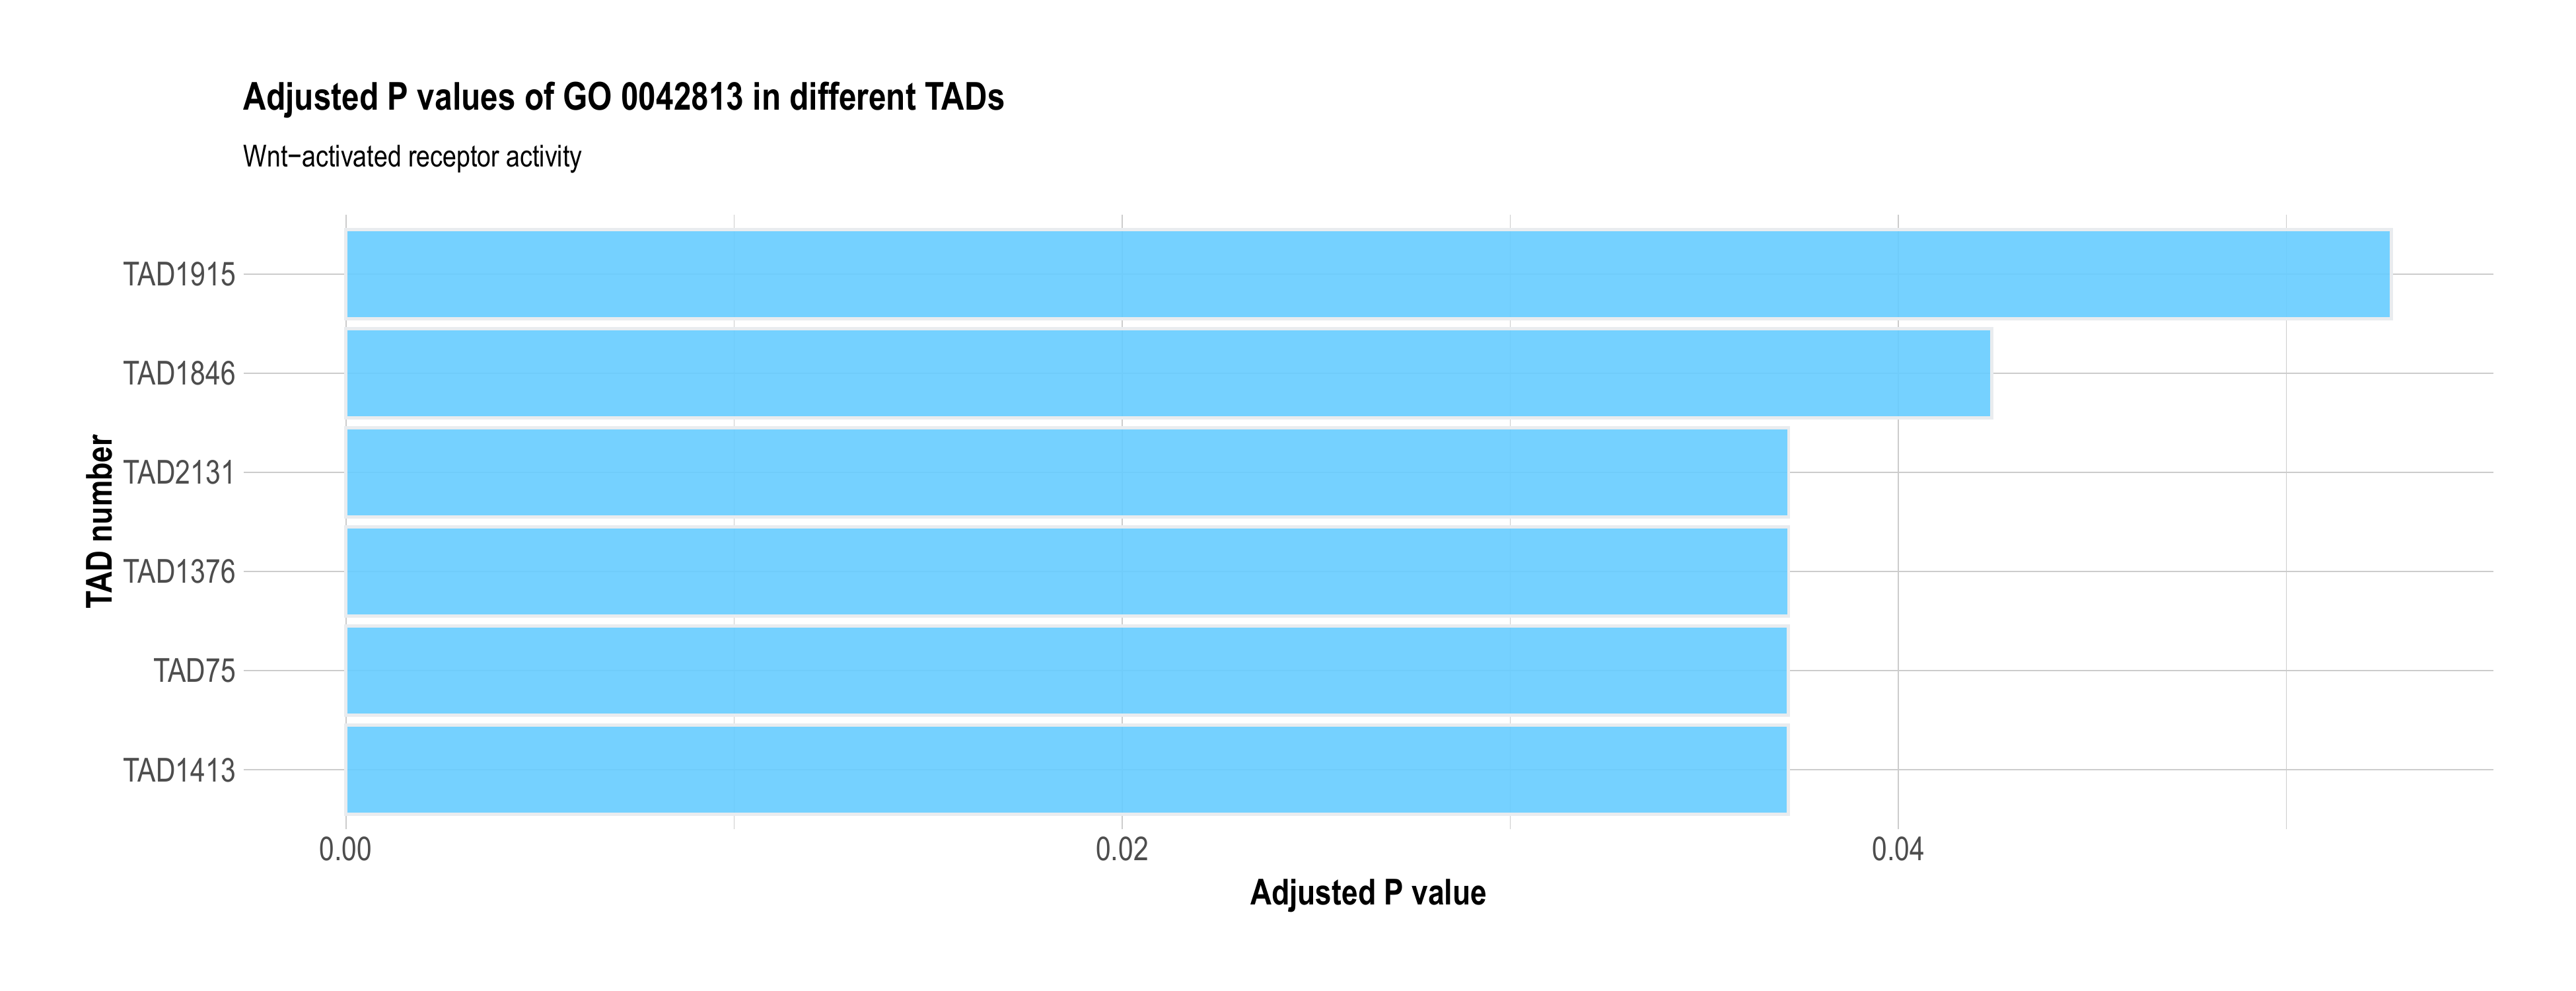 Adjusted P values of GO 0042813 in different TADs
Wnt−activated receptor activity
TAD number
TAD1915
TAD1846
TAD2131
TAD1376
TAD75
TAD1413
0.00 0.02 0.04
Adjusted P value